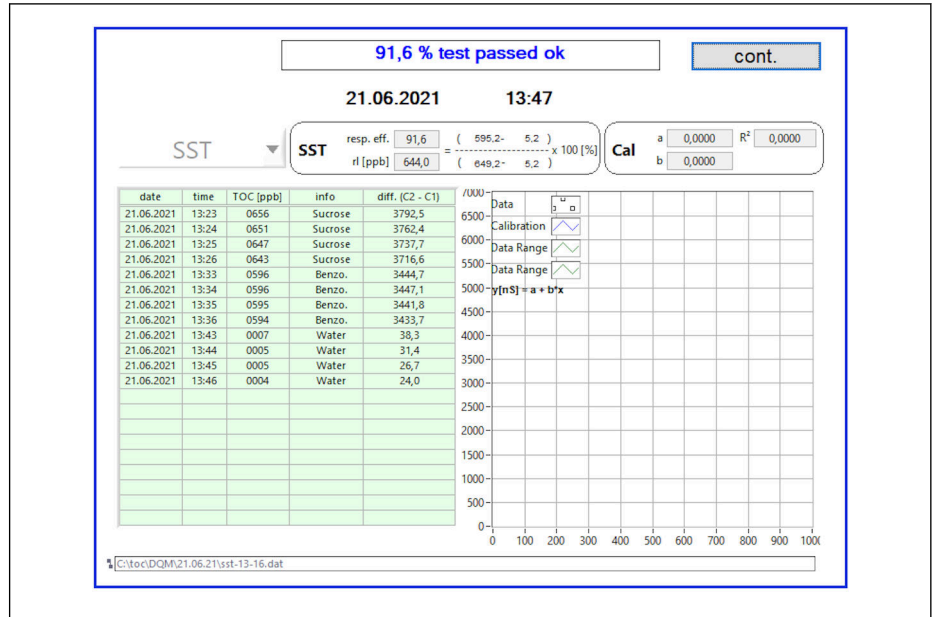 91,6 % test passed ok
cont.
21.06.2021 13:47
SST
SST resp. eff. 91,6 = ( 595,2- 5,2 ) x 100 [%]
rl [ppb] 644,0 ( 649,2- 5,2 )
Cal a 0,0000 R² 0,0000
b 0,0000
date time TOC [ppb] info diff. (C2 - C1)
21.06.2021 13:23 0656 Sucrose 3792,5
21.06.2021 13:24 0651 Sucrose 3762,4
21.06.2021 13:25 0647 Sucrose 3737,7
21.06.2021 13:26 0643 Sucrose 3716,6
21.06.2021 13:33 0596 Benzo. 3444,7
21.06.2021 13:34 0596 Benzo. 3447,1
21.06.2021 13:35 0595 Benzo. 3441,8
21.06.2021 13:36 0594 Benzo. 3433,7
21.06.2021 13:43 0007 Water 38,3
21.06.2021 13:44 0005 Water 31,4
21.06.2021 13:45 0005 Water 26,7
21.06.2021 13:46 0004 Water 24,0
7000
6500
6000
5500
5000
4500
4000
3500
3000
2500
2000
1500
1000
500
0
Data
Calibration
Data Range
Data Range
y[nS] = a + b*x
0 100 200 300 400 500 600 700 800 900
C:\toc\DQM\21.06.21\sst-13-16.dat